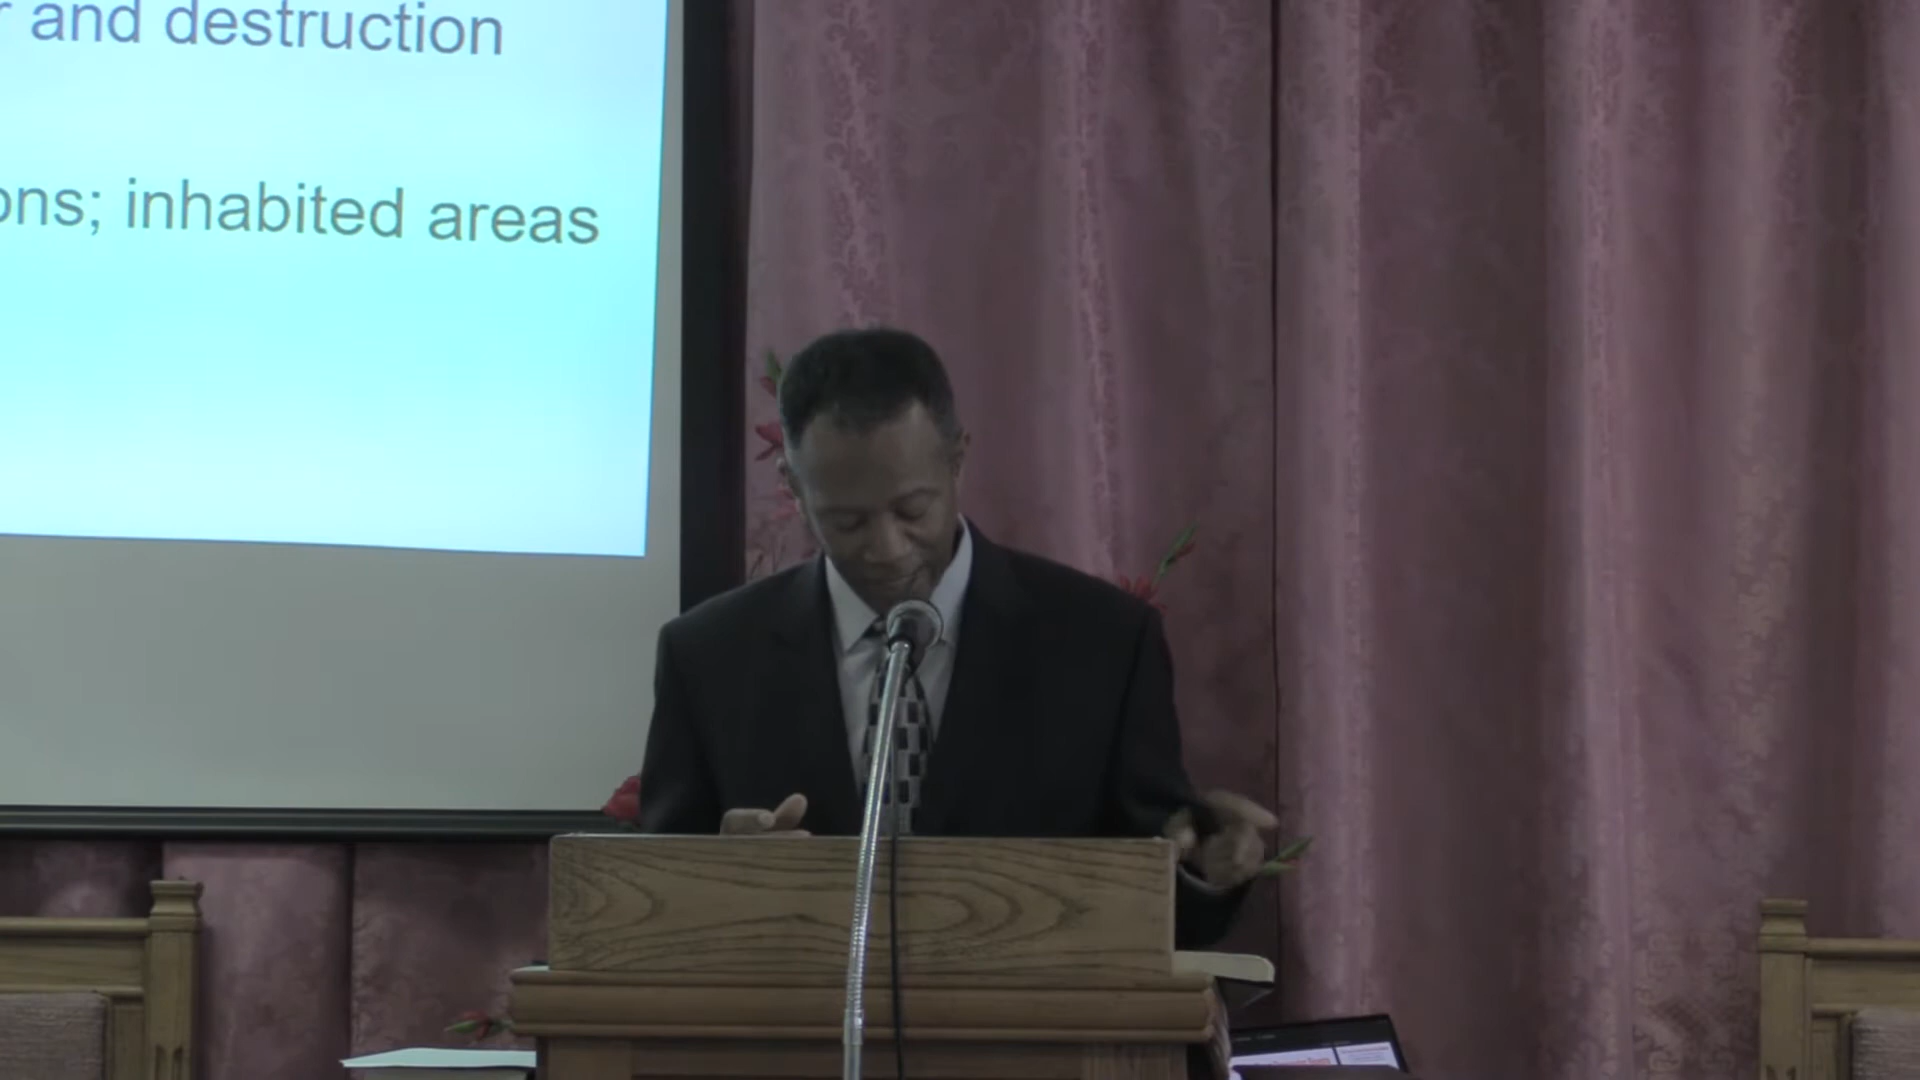 and destruction
ons; inhabited areas